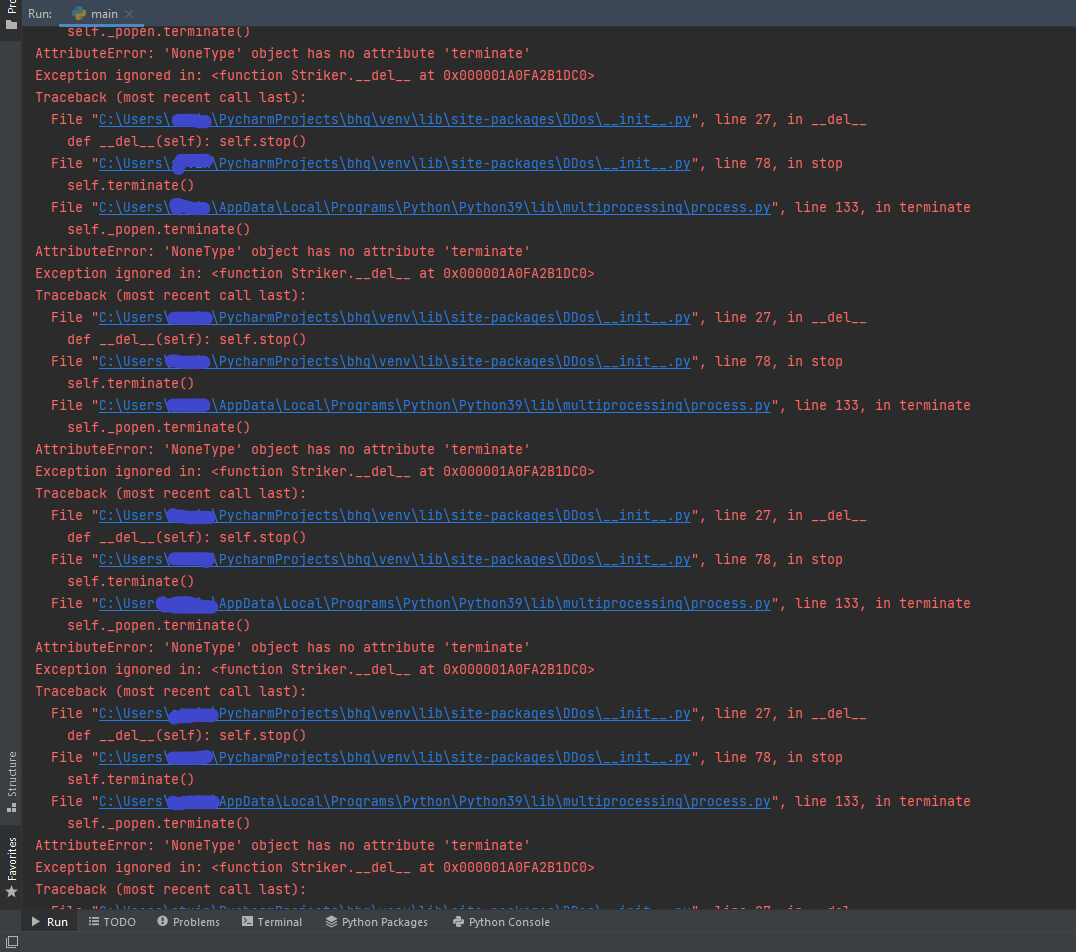 Run: main
self._popen.terminate()
AttributeError: 'NoneType' object has no attribute 'terminate'
Exception ignored in: <function Striker.__del__ at 0x000001A0FA2B1DC0>
Traceback (most recent call last):
File "C:\Users\ \PycharmProjects\bhg\venv\lib\site-packages\DDos\__init__.py", line 27, in __del__
def __del__(self): self.stop()
File "C:\Users\ \PycharmProjects\bhg\venv\lib\site-packages\DDos\__init__.py", line 78, in stop
self.terminate()
File "C:\Users\ \AppData\Local\Programs\Python\Python39\lib\multiprocessing\process.py", line 133, in terminate
self._popen.terminate()
AttributeError: 'NoneType' object has no attribute 'terminate'
Exception ignored in: <function Striker.__del__ at 0x000001A0FA2B1DC0>
Traceback (most recent call last):
File "C:\Users\ \PycharmProjects\bhg\venv\lib\site-packages\DDos\__init__.py", line 27, in __del__
def __del__(self): self.stop()
File "C:\Users\ \PycharmProjects\bhg\venv\lib\site-packages\DDos\__init__.py", line 78, in stop
self.terminate()
File "C:\Users\ \AppData\Local\Programs\Python\Python39\lib\multiprocessing\process.py", line 133, in terminate
self._popen.terminate()
AttributeError: 'NoneType' object has no attribute 'terminate'
Exception ignored in: <function Striker.__del__ at 0x000001A0FA2B1DC0>
Traceback (most recent call last):
File "C:\Users\ \PycharmProjects\bhg\venv\lib\site-packages\DDos\__init__.py", line 27, in __del__
def __del__(self): self.stop()
File "C:\Users\ \PycharmProjects\bhg\venv\lib\site-packages\DDos\__init__.py", line 78, in stop
self.terminate()
File "C:\User \AppData\Local\Programs\Python\Python39\lib\multiprocessing\process.py", line 133, in terminate
self._popen.terminate()
AttributeError: 'NoneType' object has no attribute 'terminate'
Exception ignored in: <function Striker.__del__ at 0x000001A0FA2B1DC0>
Traceback (most recent call last):
File "C:\Users\ \PycharmProjects\bhg\venv\lib\site-packages\DDos\__init__.py", line 27, in __del__
def __del__(self): self.stop()
File "C:\Users\ \PycharmProjects\bhg\venv\lib\site-packages\DDos\__init__.py", line 78, in stop
self.terminate()
File "C:\Users\ AppData\Local\Programs\Python\Python39\lib\multiprocessing\process.py", line 133, in terminate
self._popen.terminate()
AttributeError: 'NoneType' object has no attribute 'terminate'
Exception ignored in: <function Striker.__del__ at 0x000001A0FA2B1DC0>
Traceback (most recent call last):
Structure
Favorites
Run TODO Problems Terminal Python Packages Python Console